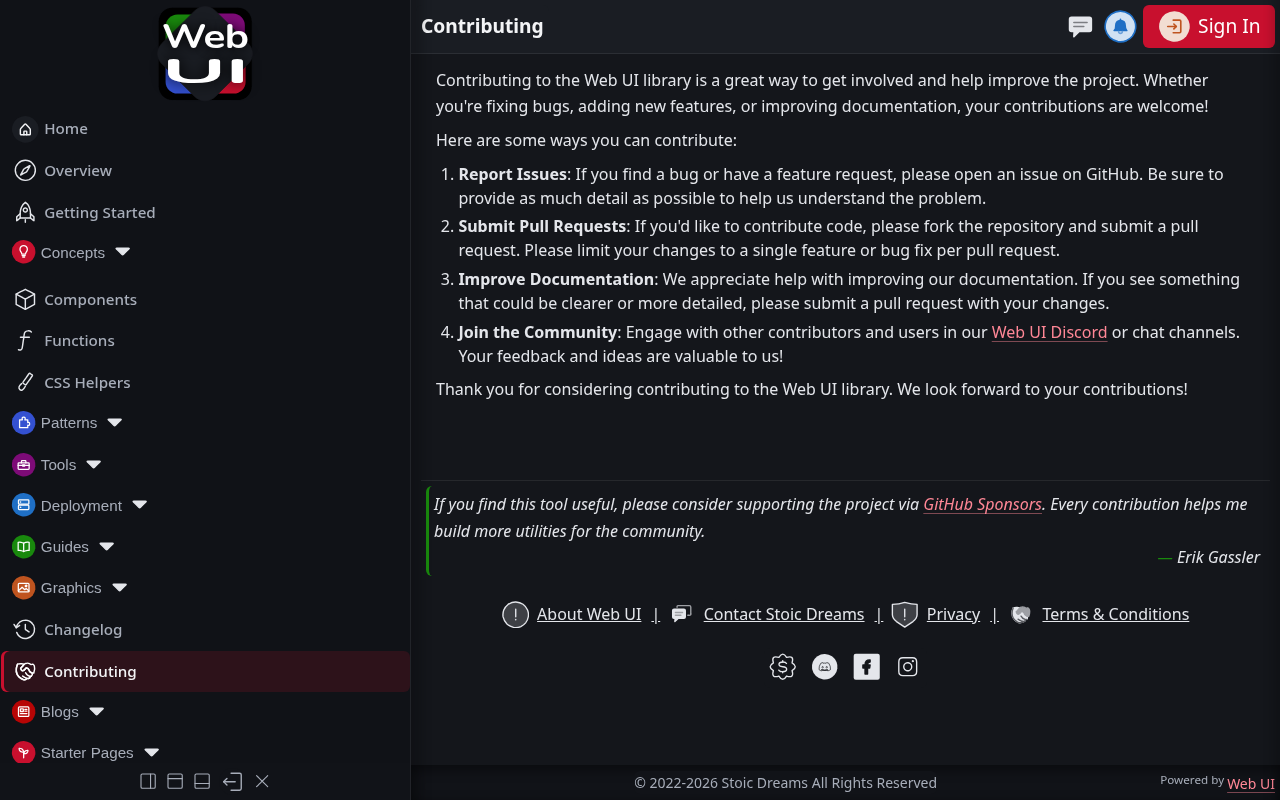 Web
UI
Home
Overview
Getting Started
Concepts
Components
Functions
CSS Helpers
Patterns
Tools
Deployment
Guides
Graphics
Changelog
Contributing
Blogs
Starter Pages
Contributing
Sign In
Contributing to the Web UI library is a great way to get involved and help improve the project. Whether
you're fixing bugs, adding new features, or improving documentation, your contributions are welcome!
Here are some ways you can contribute:
1. Report Issues: If you find a bug or have a feature request, please open an issue on GitHub. Be sure to
provide as much detail as possible to help us understand the problem.
2. Submit Pull Requests: If you'd like to contribute code, please fork the repository and submit a pull
request. Please limit your changes to a single feature or bug fix per pull request.
3. Improve Documentation: We appreciate help with improving our documentation. If you see something
that could be clearer or more detailed, please submit a pull request with your changes.
4. Join the Community: Engage with other contributors and users in our Web UI Discord or chat channels.
Your feedback and ideas are valuable to us!
Thank you for considering contributing to the Web UI library. We look forward to your contributions!
If you find this tool useful, please consider supporting the project via GitHub Sponsors. Every contribution helps me
build more utilities for the community.
— Erik Gassler
About Web UI | Contact Stoic Dreams | Privacy | Terms & Conditions
© 2022-2026 Stoic Dreams All Rights Reserved
Powered by Web UI